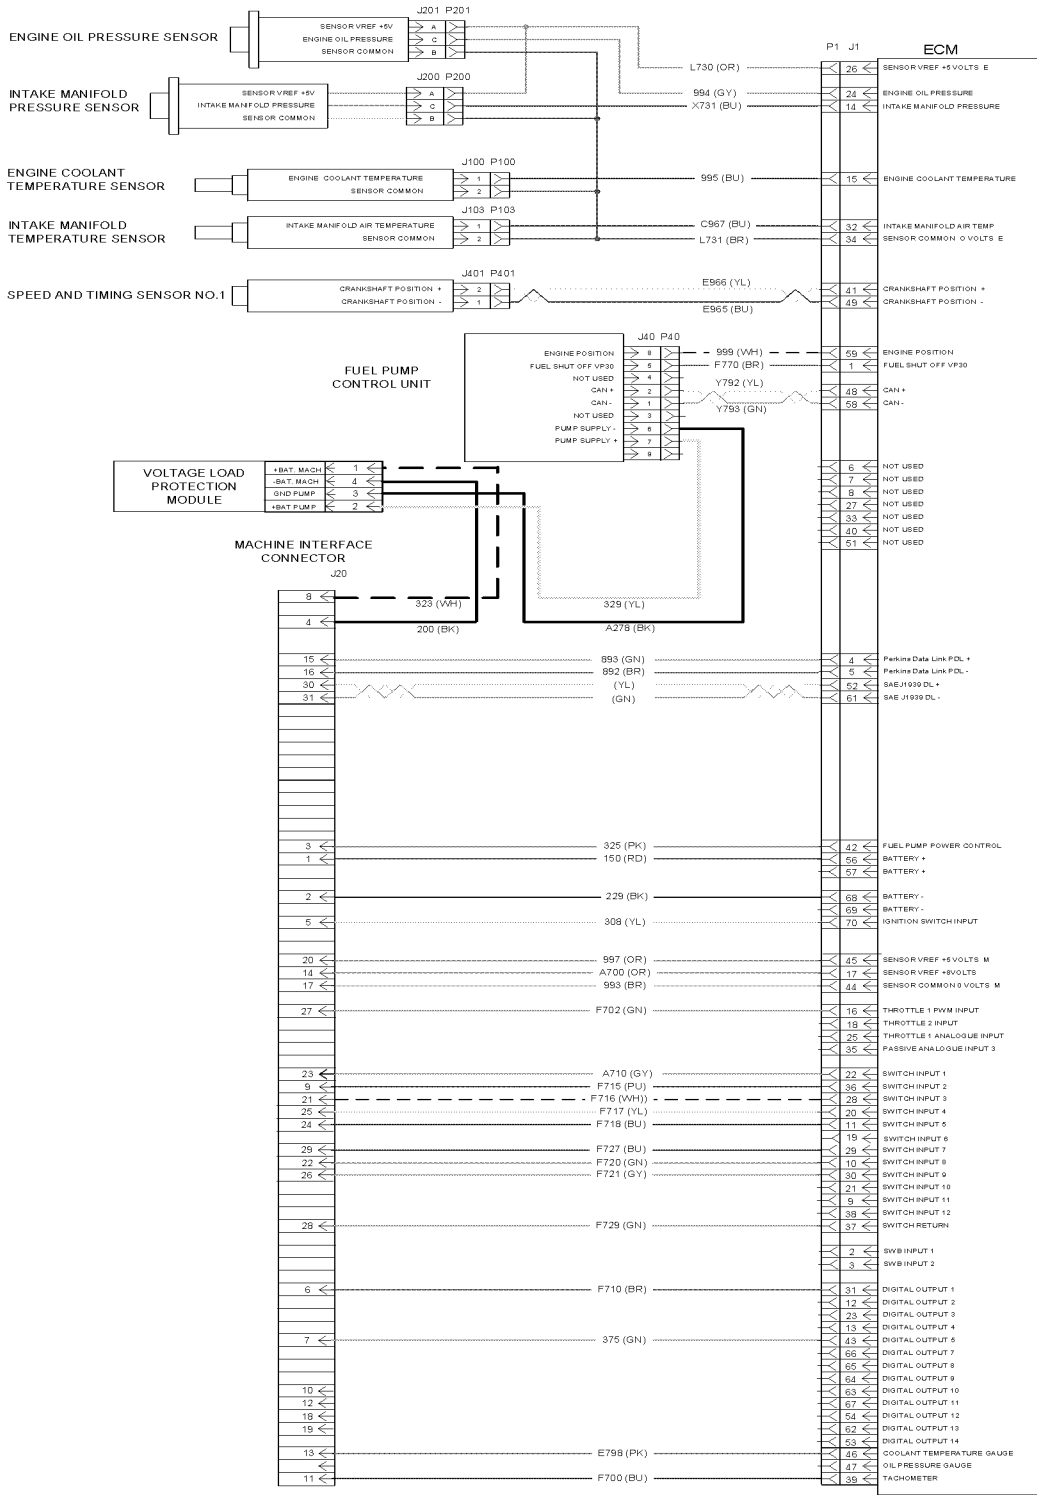 J201 P201
ENGINE OIL PRESSURE SENSOR
SENSOR VREF +5V A
ENGINE OIL PRESSURE C
SENSOR COMMON B
P1 J1 ECM
L730 (OR) 26 SENSOR VREF +5 VOLTS E
J200 P200
INTAKE MANIFOLD
PRESSURE SENSOR
SENSOR VREF +5V A
INTAKE MANIFOLD PRESSURE C
SENSOR COMMON B
994 (GY) 24 ENGINE OIL PRESSURE
X731 (BU) 14 INTAKE MANIFOLD PRESSURE
J100 P100
ENGINE COOLANT
TEMPERATURE SENSOR
ENGINE COOLANT TEMPERATURE 1
SENSOR COMMON 2
995 (BU) 15 ENGINE COOLANT TEMPERATURE
J103 P103
INTAKE MANIFOLD
TEMPERATURE SENSOR
INTAKE MANIFOLD AIR TEMPERATURE 1
SENSOR COMMON 2
C967 (BU) 32 INTAKE MANIFOLD AIR TEMP
L731 (BR) 34 SENSOR COMMON 0 VOLTS E
J401 P401
SPEED AND TIMING SENSOR NO.1
CRANKSHAFT POSITION + 2
CRANKSHAFT POSITION - 1
E966 (YL) 41 CRANKSHAFT POSITION +
E965 (BU) 49 CRANKSHAFT POSITION -
J40 P40
FUEL PUMP
CONTROL UNIT
ENGINE POSITION 8
FUEL SHUT OFF VP30 5
NOT USED 4
CAN + 2
CAN - 1
NOT USED 3
PUMP SUPPLY - 6
PUMP SUPPLY + 7
9
999 (WH) 59 ENGINE POSITION
F770 (BR) 1 FUEL SHUT OFF VP30
Y792 (YL) 48 CAN +
Y793 (GN) 58 CAN -
VOLTAGE LOAD
PROTECTION
MODULE
+BAT. MACH 1
-BAT. MACH 4
GND PUMP 3
+BAT PUMP 2
6 NOT USED
7 NOT USED
8 NOT USED
27 NOT USED
33 NOT USED
40 NOT USED
51 NOT USED
MACHINE INTERFACE
CONNECTOR
J20
8 323 (WH) 329 (YL)
4 200 (BK) A278 (BK)
15 893 (GN) 4 Perkins Data Link PDL +
16 892 (BR) 5 Perkins Data Link PDL -
30 (YL) 52 SAE J1939 DL +
31 (GN) 61 SAE J1939 DL -
3 325 (PK) 42 FUEL PUMP POWER CONTROL
1 150 (RD) 56 BATTERY +
57 BATTERY +
2 229 (BK) 68 BATTERY -
69 BATTERY -
5 308 (YL) 70 IGNITION SWITCH INPUT
20 997 (OR) 45 SENSOR VREF +5 VOLTS M
14 A700 (OR) 17 SENSOR VREF +8VOLTS
17 993 (BR) 44 SENSOR COMMON 0 VOLTS M
27 F702 (GN) 16 THROTTLE 1 PWM INPUT
18 THROTTLE 2 INPUT
25 THROTTLE 1 ANALOGUE INPUT
35 PASSIVE ANALOGUE INPUT 3
23 A710 (GY) 22 SWITCH INPUT 1
9 F715 (PU) 36 SWITCH INPUT 2
21 F716 (WH)) 28 SWITCH INPUT 3
25 F717 (YL) 20 SWITCH INPUT 4
24 F718 (BU) 11 SWITCH INPUT 5
19 SWITCH INPUT 6
29 F727 (BU) 29 SWITCH INPUT 7
22 F720 (GN) 10 SWITCH INPUT 8
26 F721 (GY) 30 SWITCH INPUT 9
21 SWITCH INPUT 10
9 SWITCH INPUT 11
38 SWITCH INPUT 12
28 F729 (GN) 37 SWITCH RETURN
2 SWB INPUT 1
3 SWB INPUT 2
6 F710 (BR) 31 DIGITAL OUTPUT 1
12 DIGITAL OUTPUT 2
23 DIGITAL OUTPUT 3
13 DIGITAL OUTPUT 4
7 375 (GN) 43 DIGITAL OUTPUT 5
66 DIGITAL OUTPUT 7
65 DIGITAL OUTPUT 8
64 DIGITAL OUTPUT 9
10 63 DIGITAL OUTPUT 10
12 67 DIGITAL OUTPUT 11
18 54 DIGITAL OUTPUT 12
19 62 DIGITAL OUTPUT 13
53 DIGITAL OUTPUT 14
13 E798 (PK) 46 COOLANT TEMPERATURE GAUGE
47 OIL PRESSURE GAUGE
11 F700 (BU) 39 TACHOMETER